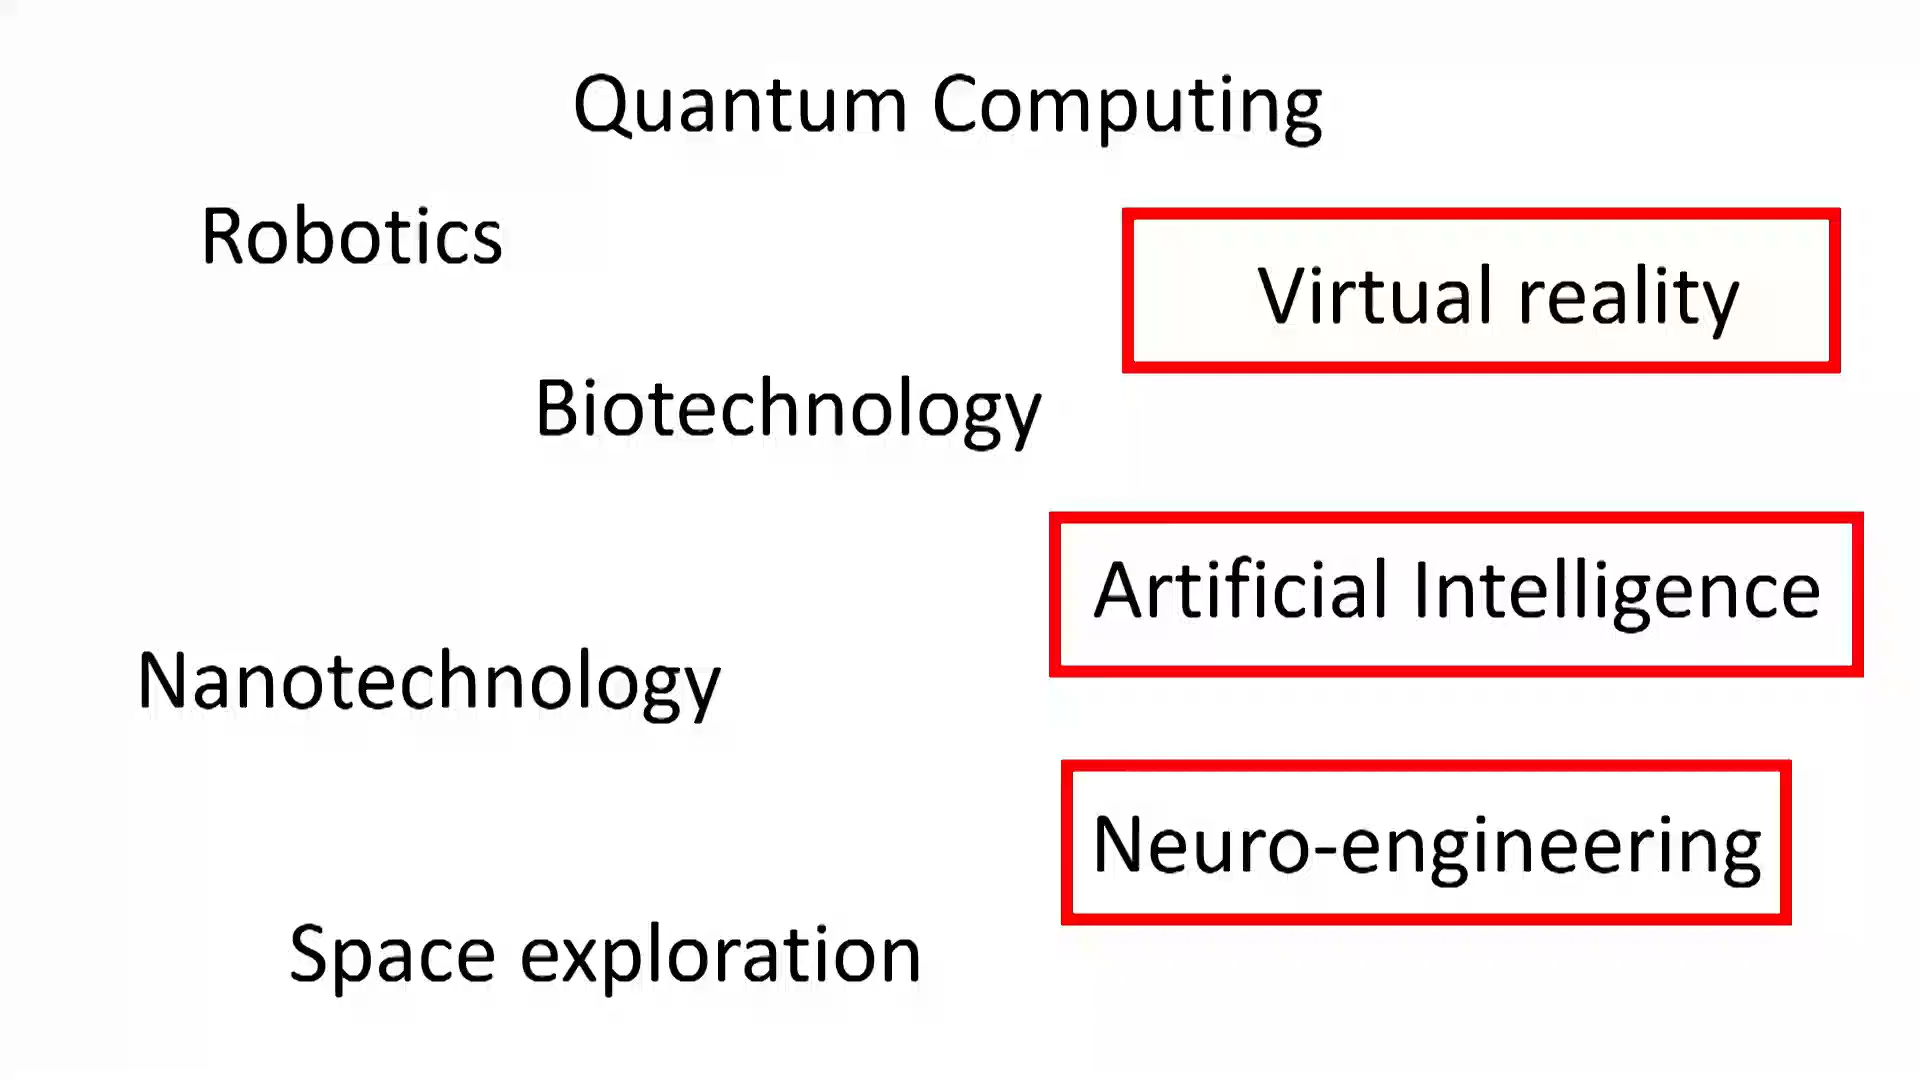 Quantum Computing
Robotics
Virtual reality
Biotechnology
Artificial Intelligence
Nanotechnology
Neuro-engineering
Space exploration